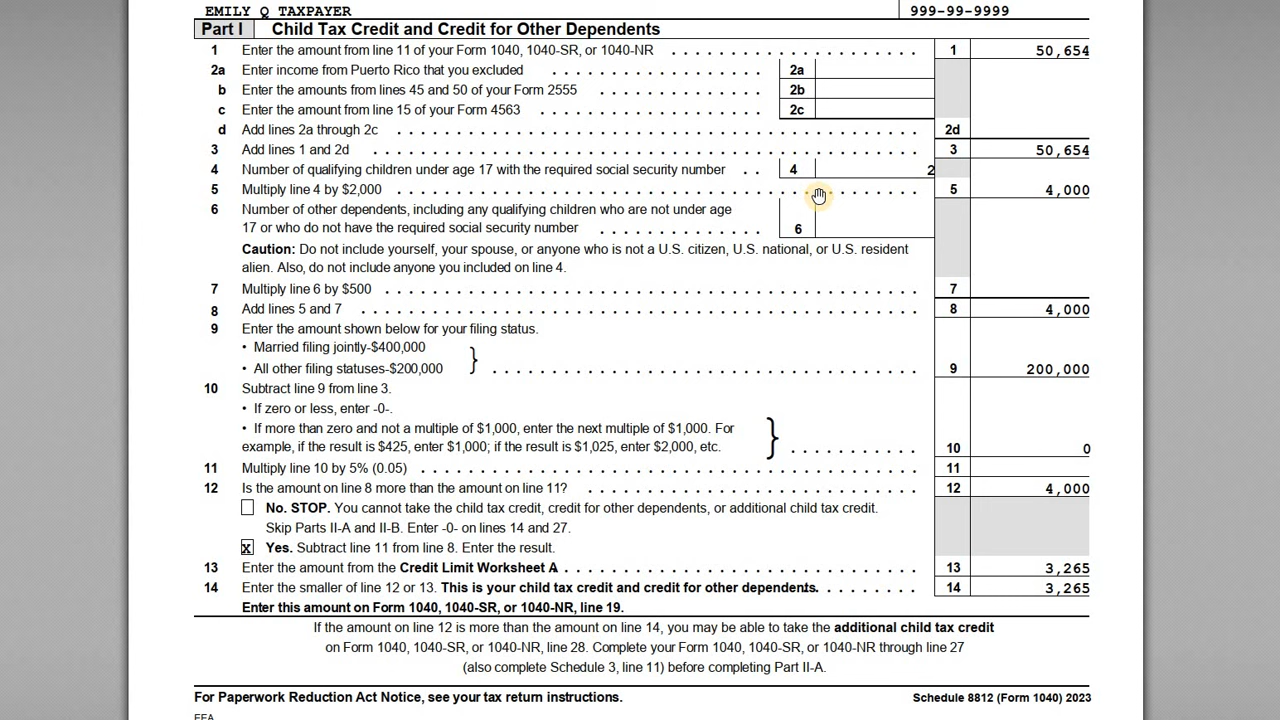 EMILY Q TAXPAYER 999-99-9999
Part I Child Tax Credit and Credit for Other Dependents
1 Enter the amount from line 11 of your Form 1040, 1040-SR, or 1040-NR 1 50,654
2a Enter income from Puerto Rico that you excluded 2a
b Enter the amounts from lines 45 and 50 of your Form 2555 2b
c Enter the amount from line 15 of your Form 4563 2c
d Add lines 2a through 2c 2d
3 Add lines 1 and 2d 3 50,654
4 Number of qualifying children under age 17 with the required social security number 4 2
5 Multiply line 4 by $2,000 5 4,000
6 Number of other dependents, including any qualifying children who are not under age
17 or who do not have the required social security number 6
Caution: Do not include yourself, your spouse, or anyone who is not a U.S. citizen, U.S. national, or U.S. resident
alien. Also, do not include anyone you included on line 4.
7 Multiply line 6 by $500 7
8 Add lines 5 and 7 8 4,000
9 Enter the amount shown below for your filing status.
• Married filing jointly-$400,000
• All other filing statuses-$200,000 } 9 200,000
10 Subtract line 9 from line 3.
• If zero or less, enter -0-.
• If more than zero and not a multiple of $1,000, enter the next multiple of $1,000. For
example, if the result is $425, enter $1,000; if the result is $1,025, enter $2,000, etc. } 10 0
11 Multiply line 10 by 5% (0.05) 11
12 Is the amount on line 8 more than the amount on line 11? 12 4,000
No. STOP. You cannot take the child tax credit, credit for other dependents, or additional child tax credit.
Skip Parts II-A and II-B. Enter -0- on lines 14 and 27.
X Yes. Subtract line 11 from line 8. Enter the result.
13 Enter the amount from the Credit Limit Worksheet A 13 3,265
14 Enter the smaller of line 12 or 13. This is your child tax credit and credit for other dependents. 14 3,265
Enter this amount on Form 1040, 1040-SR, or 1040-NR, line 19.
If the amount on line 12 is more than the amount on line 14, you may be able to take the additional child tax credit
on Form 1040, 1040-SR, or 1040-NR, line 28. Complete your Form 1040, 1040-SR, or 1040-NR through line 27
(also complete Schedule 3, line 11) before completing Part II-A.
For Paperwork Reduction Act Notice, see your tax return instructions. Schedule 8812 (Form 1040) 2023